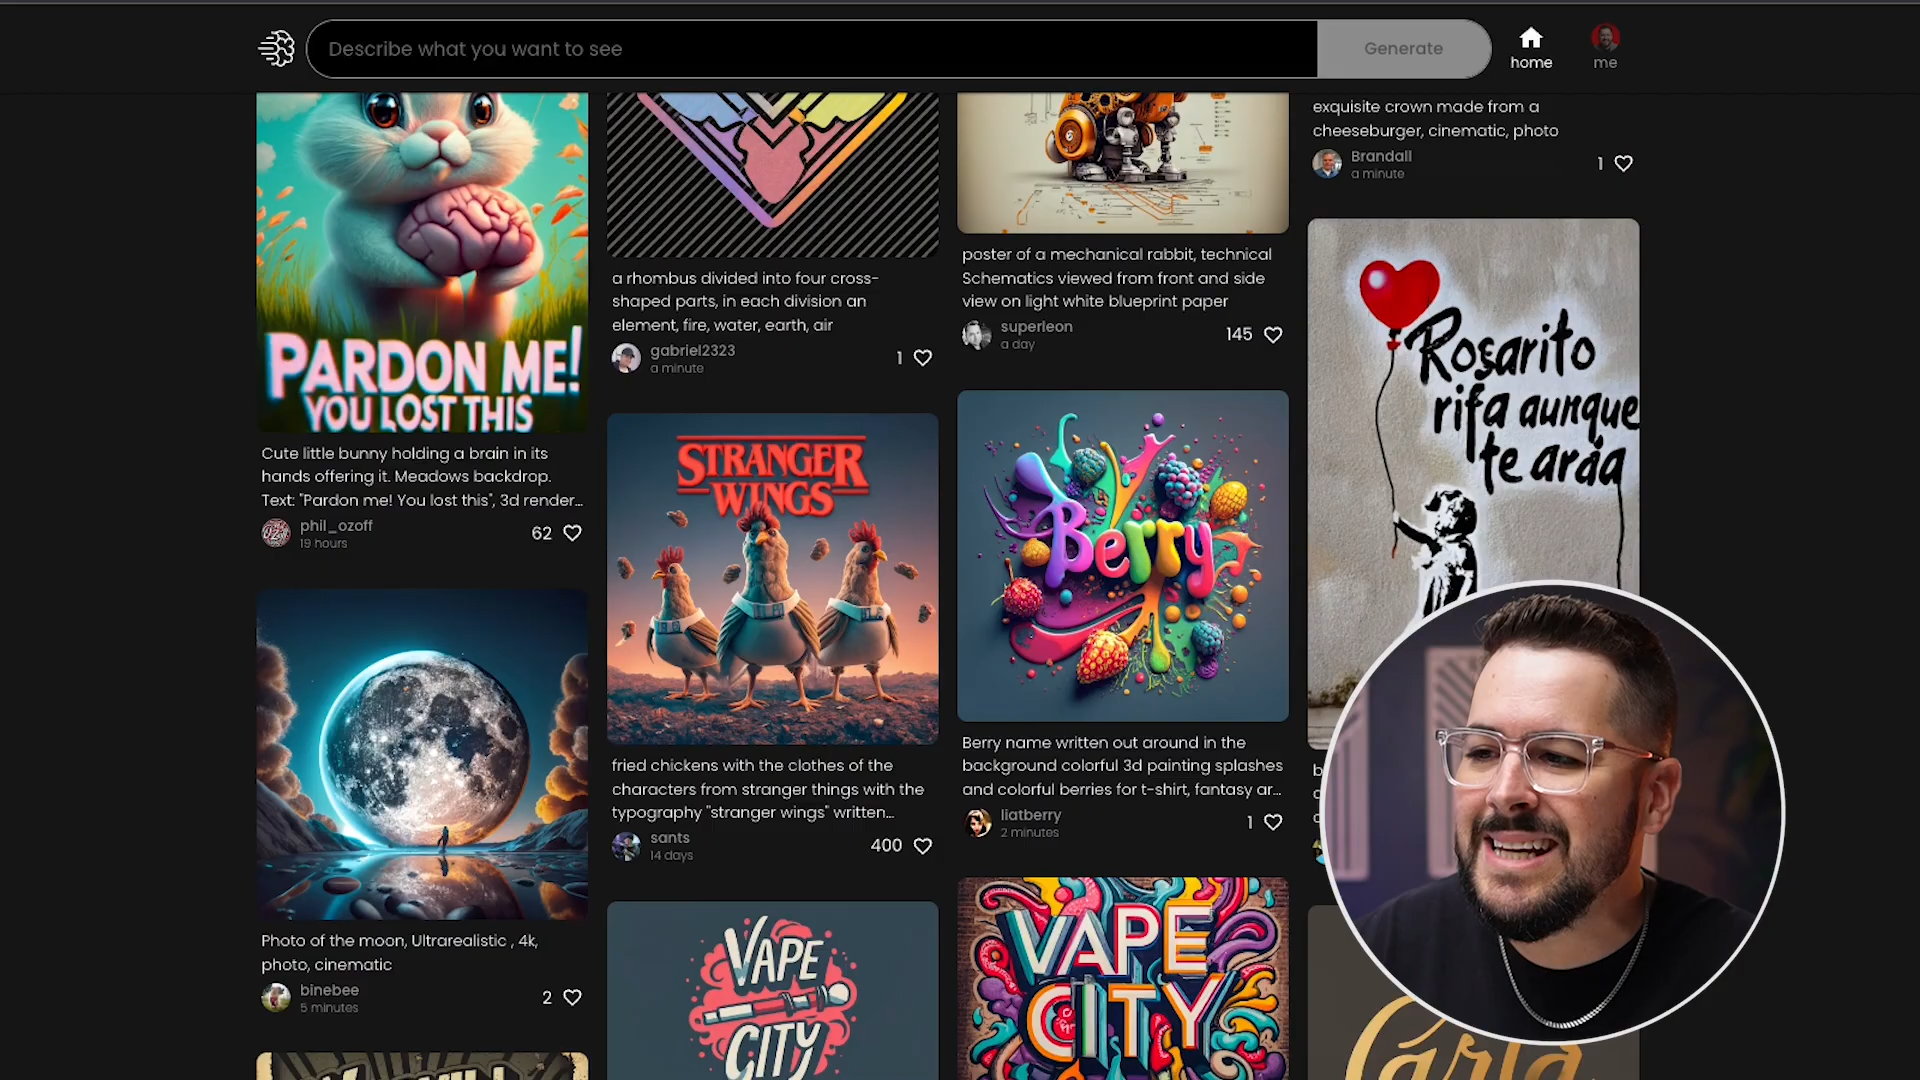 Describe what you want to see
Generate
home
me
PARDON ME!
YOU LOST THIS
Cute little bunny holding a brain in its
hands offering it. Meadows backdrop.
Text: "Pardon me! You lost this", 3d render...
phil_ozoff
19 hours
62
Photo of the moon, Ultrarealistic , 4k,
photo, cinematic
binebee
5 minutes
2
a rhombus divided into four cross-
shaped parts, in each division an
element, fire, water, earth, air
gabriel2323
a minute
1
STRANGER
WINGS
fried chickens with the clothes of the
characters from stranger things with the
typography "stranger wings" written...
sants
14 days
400
VAPE
CITY
poster of a mechanical rabbit, technical
Schematics viewed from front and side
view on light white blueprint paper
superleon
a day
145
Berry
Berry name written out around in the
background colorful 3d painting splashes
and colorful berries for t-shirt, fantasy ar...
liatberry
2 minutes
1
VAPE
CITY
exquisite crown made from a
cheeseburger, cinematic, photo
Brandall
a minute
1
Rosarito
rifa aunque
te arda